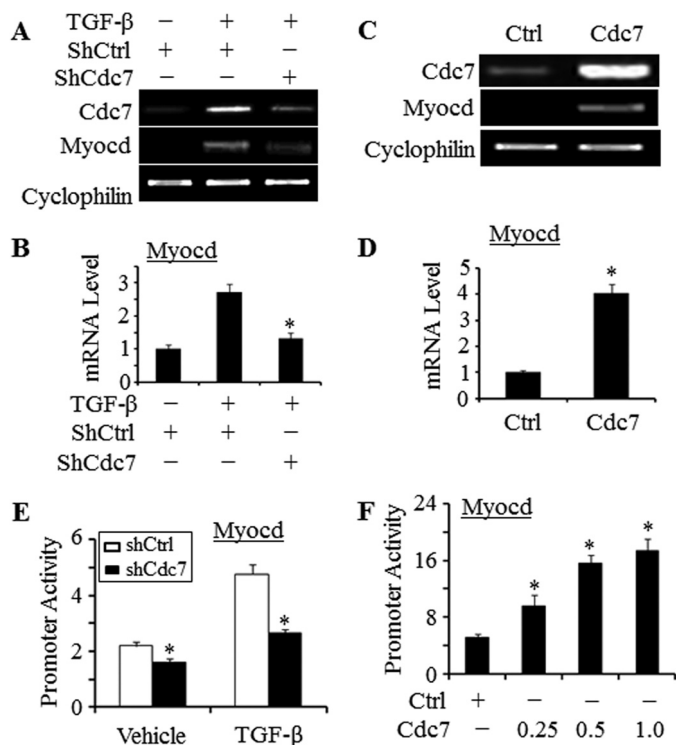 A
TGF-β – + +
ShCtrl + + –
ShCdc7 – – +
Cdc7
Myocd
Cyclophilin
B
Myocd
mRNA Level
3
2
1
0
TGF-β – + +
ShCtrl + + –
ShCdc7 – – +
*
C
Ctrl Cdc7
Cdc7
Myocd
Cyclophilin
D
Myocd
mRNA Level
5
4
3
2
1
0
*
Ctrl Cdc7
E
Myocd
Promoter Activity
6
4
2
0
shCtrl
shCdc7
* *
Vehicle TGF-β
F
Myocd
Promoter Activity
24
16
8
0
* * *
Ctrl + – – –
Cdc7 – 0.25 0.5 1.0